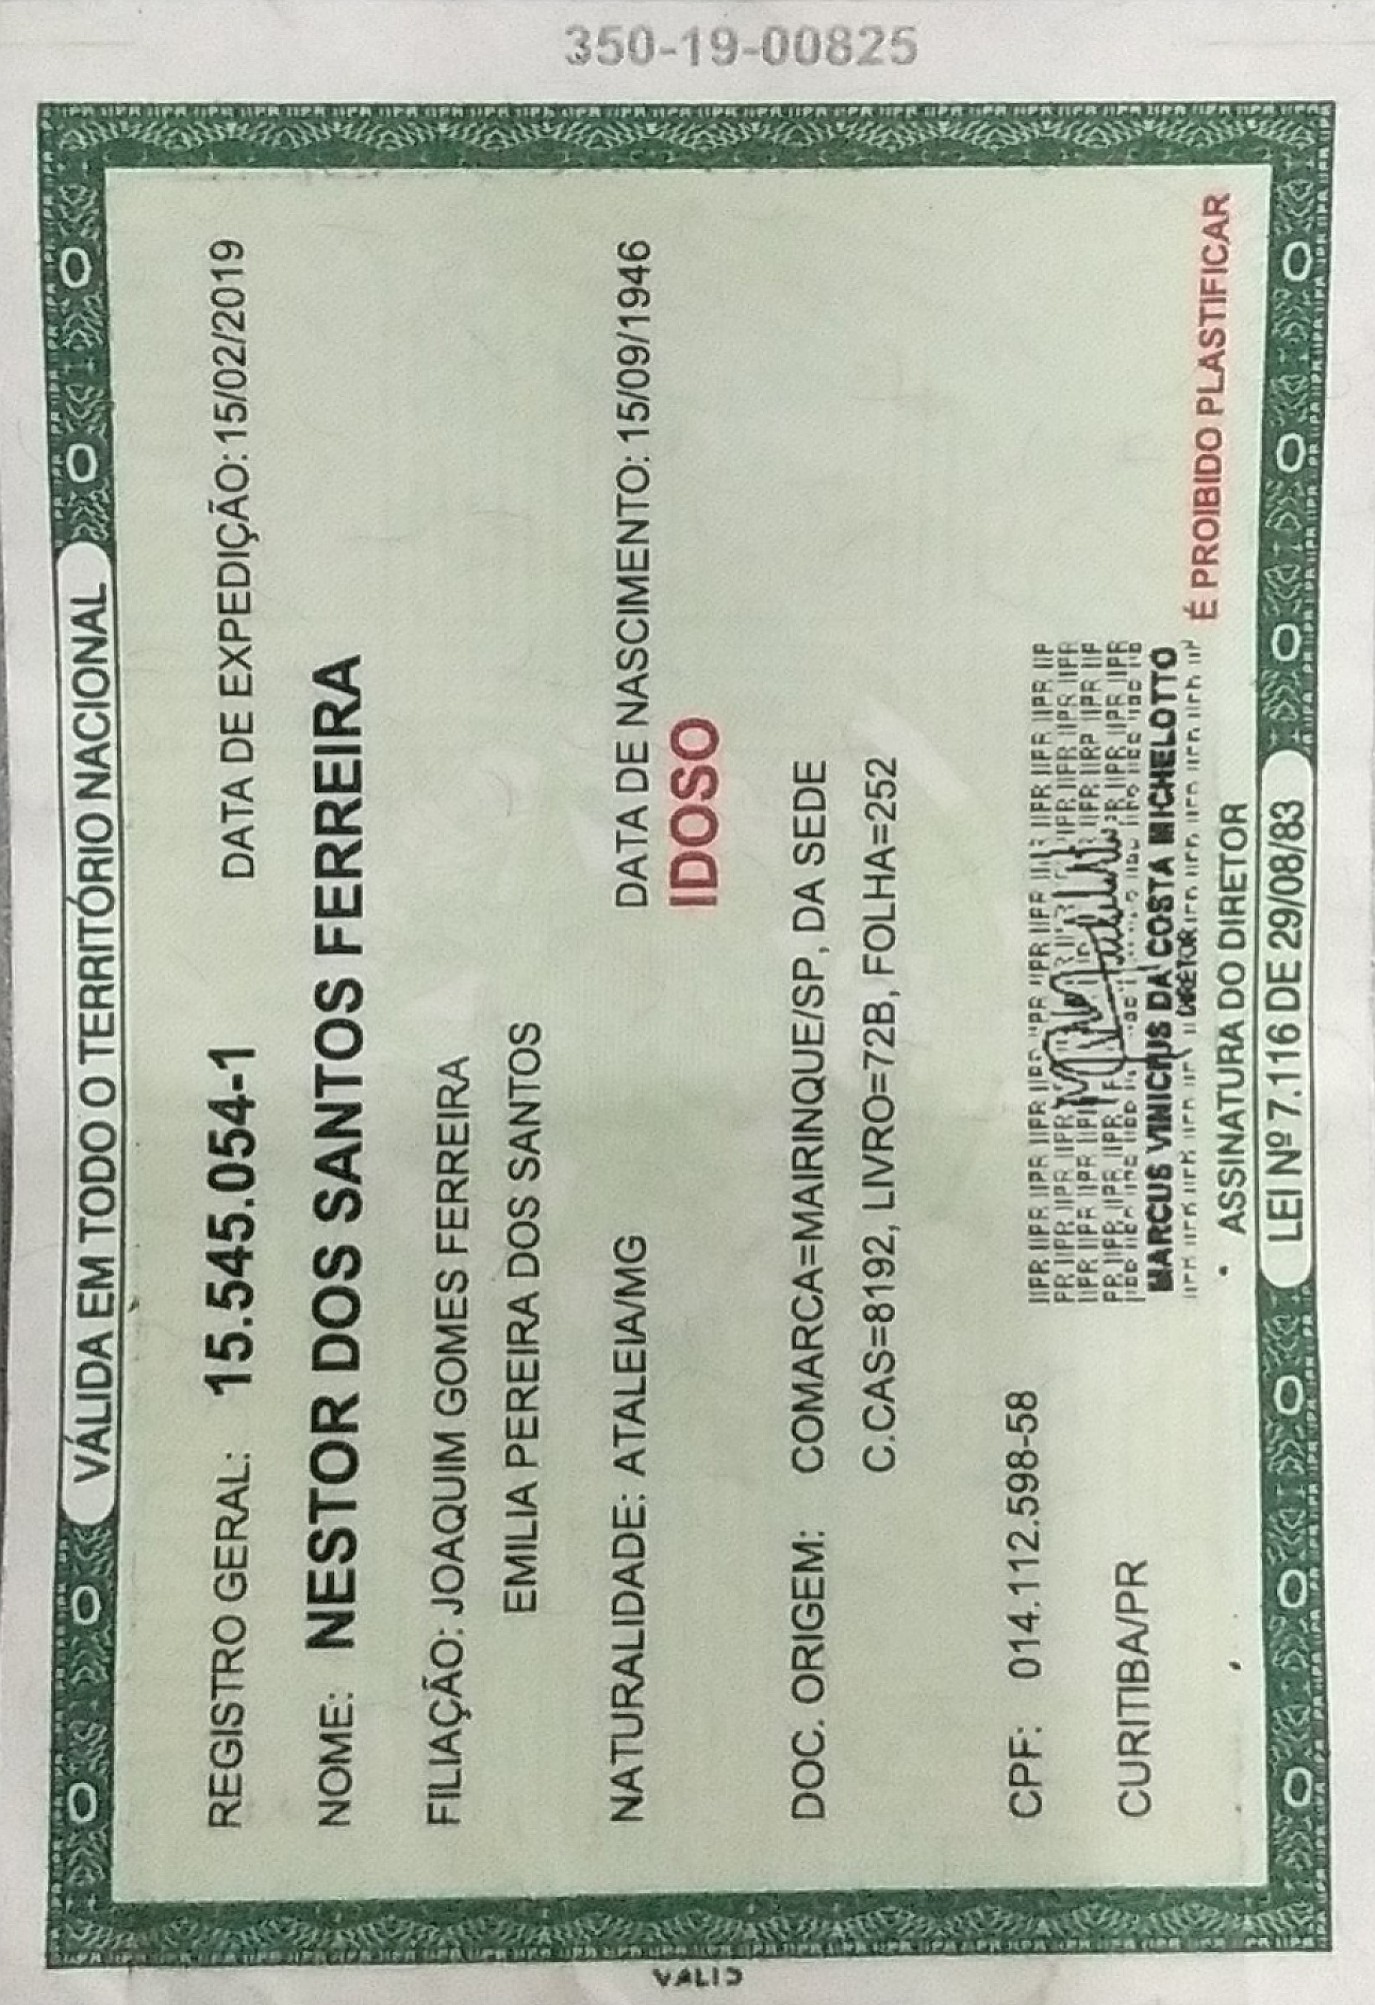 350-19-00825
VÁLIDA EM TODO O TERRITÓRIO NACIONAL
REGISTRO GERAL: 15.545.054-1 DATA DE EXPEDIÇÃO: 15/02/2019
NOME: NESTOR DOS SANTOS FERREIRA
FILIAÇÃO: JOAQUIM GOMES FERREIRA
EMILIA PEREIRA DOS SANTOS
NATURALIDADE: ATALEIA/MG DATA DE NASCIMENTO: 15/09/1946
IDOSO
DOC. ORIGEM: COMARCA=MAIRINQUE/SP, DA SEDE
C.CAS=8192, LIVRO=72B, FOLHA=252
CPF: 014.112.598-58
CURITIBA/PR
MARCUS VINICIUS DA COSTA MICHELOTTO
DIRETOR
É PROIBIDO PLASTIFICAR
ASSINATURA DO DIRETOR
LEI Nº 7.116 DE 29/08/83
VALID